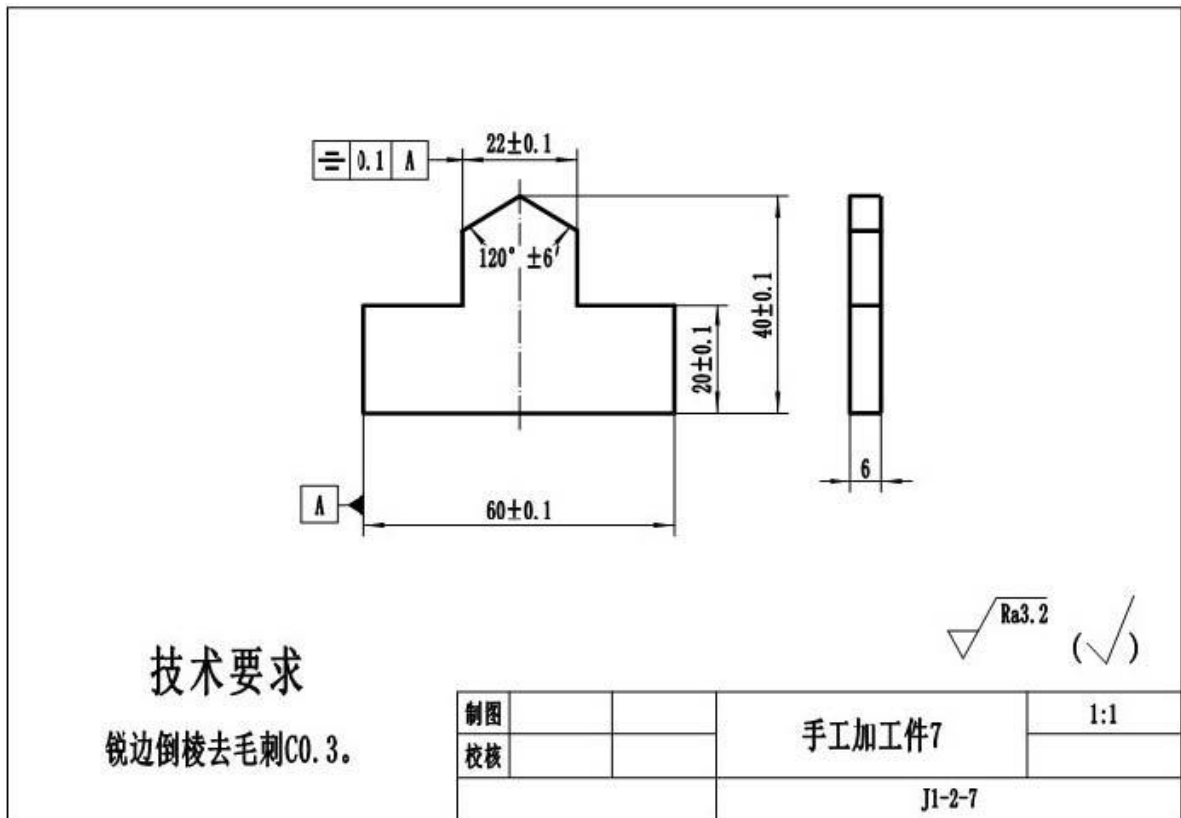 22±0.1
0.1 A
120° ±6′
40±0.1
20±0.1
6
A
60±0.1
Ra3.2
( )
技术要求
锐边倒棱去毛刺C0.3。
制图
手工加工件7
1:1
校核
J1-2-7